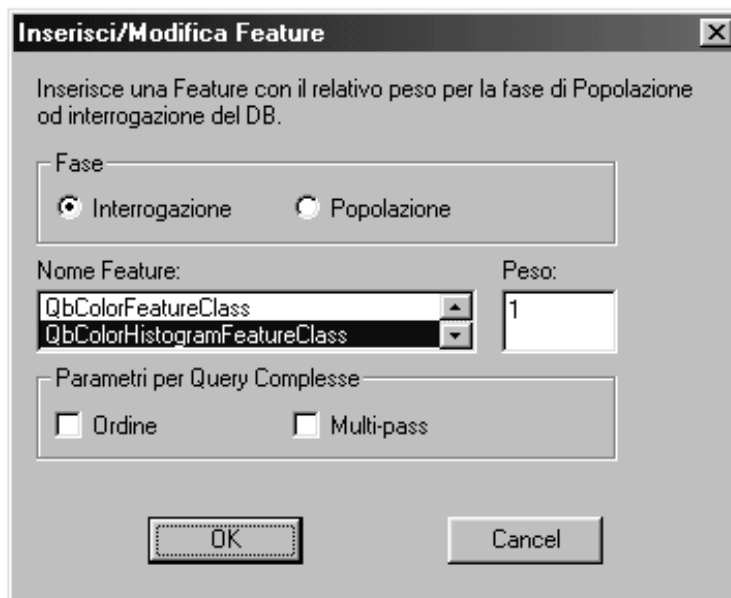 Inserisci/Modifica Feature
Inserisce una Feature con il relativo peso per la fase di Popolazione
od interrogazione del DB.
Fase
Interrogazione Popolazione
Nome Feature: Peso:
QbColorFeatureClass 1
QbColorHistogramFeatureClass
Parametri per Query Complesse
Ordine Multi-pass
OK Cancel